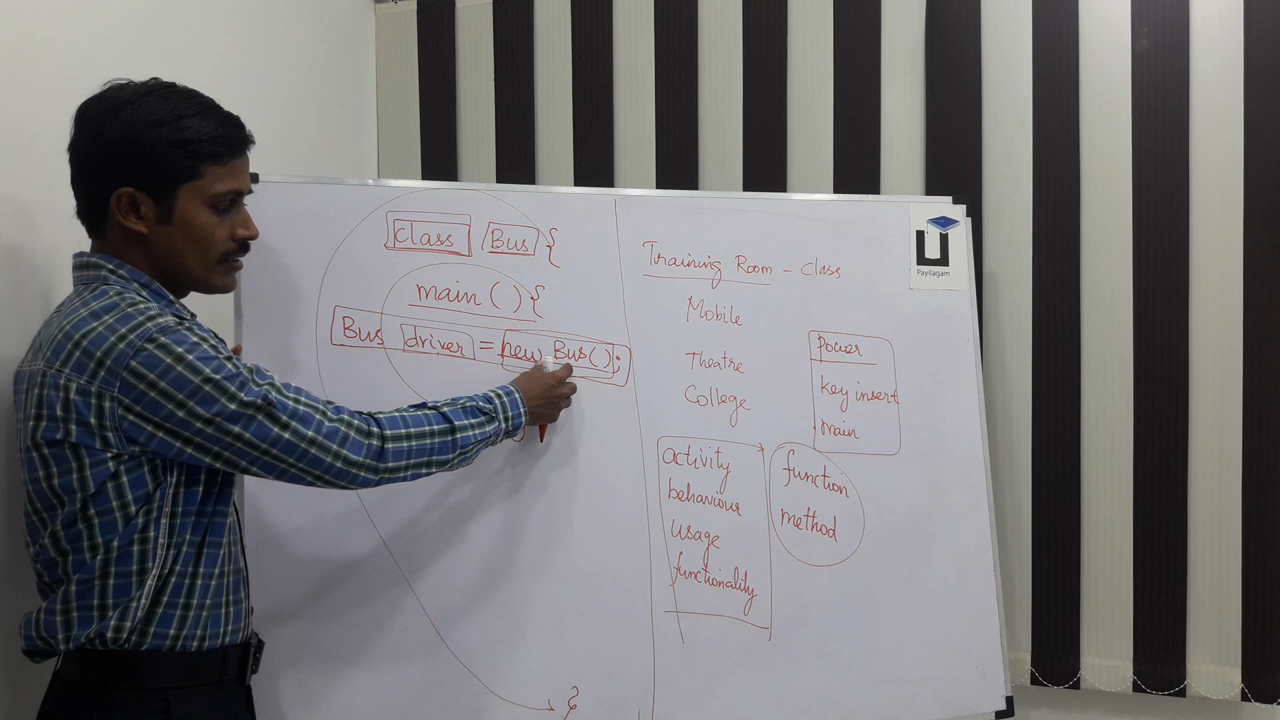 class Bus {
main ( ) {
Bus driver = new Bus ( ) ;
}
Training Room - Class
Mobile
Theatre
College
Power
key insert
main
activity
behaviour
usage
functionality
function
method
Payilagam